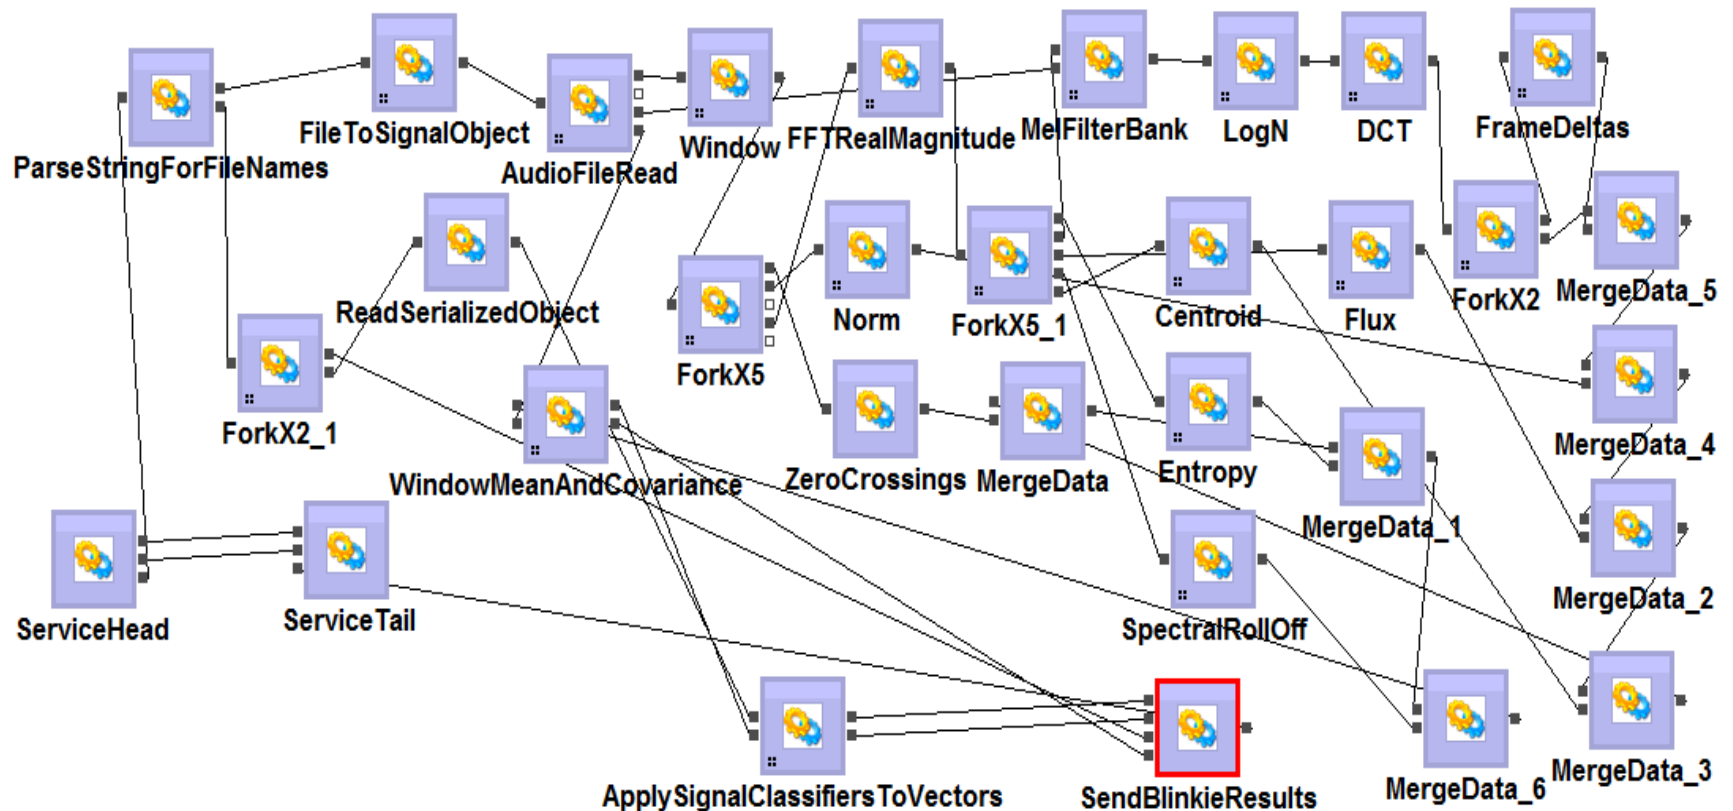 ParseStringForFileNames
FileToSignalObject
AudioFileRead
Window
FFTRealMagnitude
MelFilterBank
LogN
DCT
FrameDeltas
ReadSerializedObject
ForkX2_1
ForkX5
Norm
ForkX5_1
Centroid
Flux
ForkX2
MergeData_5
WindowMeanAndCovariance
ZeroCrossings
MergeData
Entropy
MergeData_1
MergeData_4
ServiceHead
ServiceTail
SpectralRollOff
MergeData_2
ApplySignalClassifiersToVectors
SendBlinkieResults
MergeData_6
MergeData_3